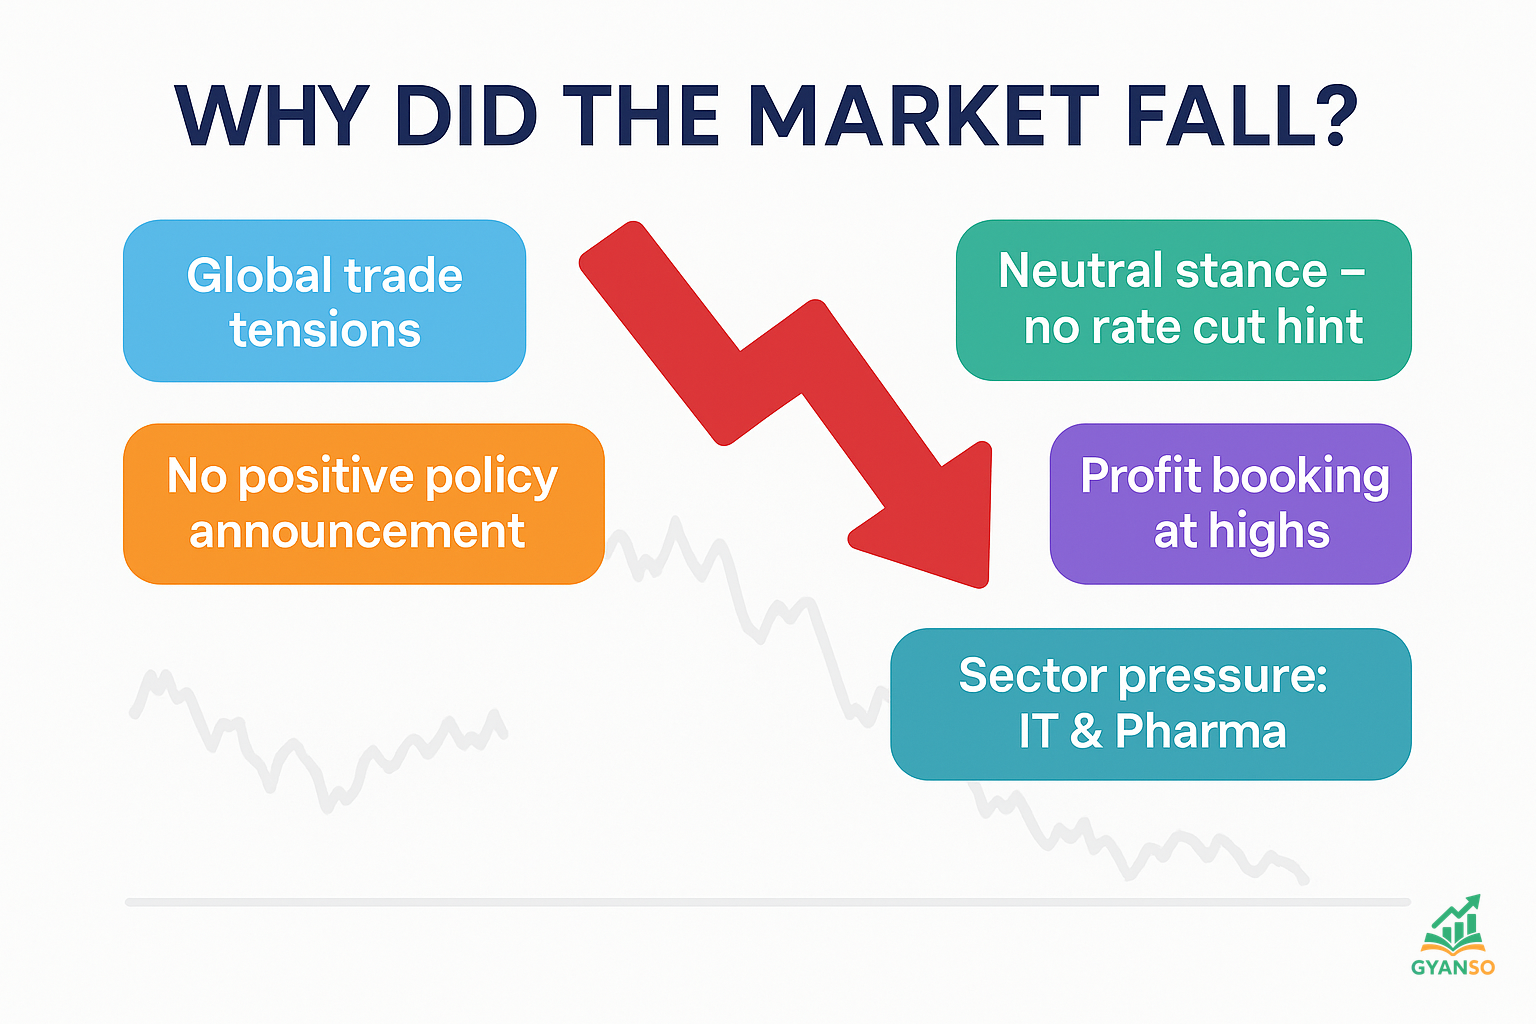 WHY DID THE MARKET FALL?
Global trade
tensions
No positive policy
announcement
Neutral stance –
no rate cut hint
Profit booking
at highs
Sector pressure:
IT & Pharma
GYANSO